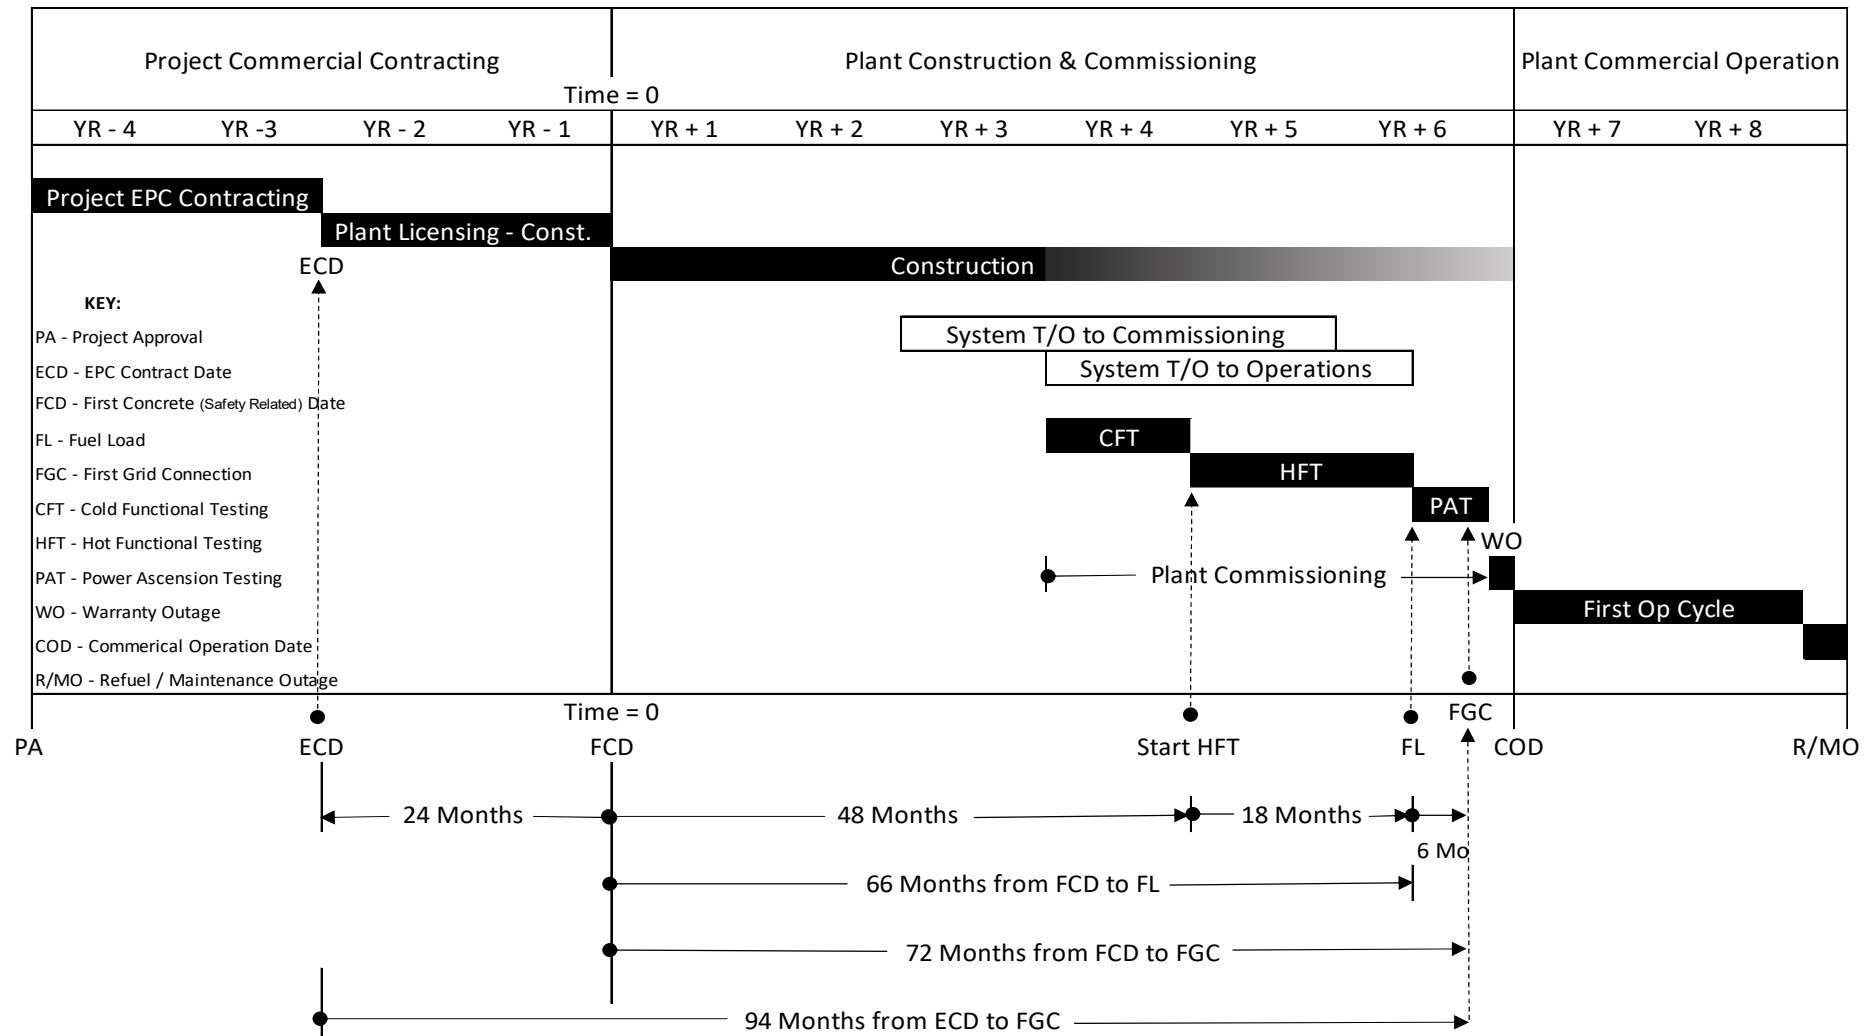 Project Commercial Contracting
Plant Construction & Commissioning
Plant Commercial Operation
Time = 0
YR - 4
YR -3
YR - 2
YR - 1
YR + 1
YR + 2
YR + 3
YR + 4
YR + 5
YR + 6
YR + 7
YR + 8
Project EPC Contracting
Plant Licensing - Const.
ECD
Construction
KEY:
PA - Project Approval
ECD - EPC Contract Date
FCD - First Concrete (Safety Related) Date
FL - Fuel Load
FGC - First Grid Connection
CFT - Cold Functional Testing
HFT - Hot Functional Testing
PAT - Power Ascension Testing
WO - Warranty Outage
COD - Commerical Operation Date
R/MO - Refuel / Maintenance Outage
System T/O to Commissioning
System T/O to Operations
CFT
HFT
PAT
WO
Plant Commissioning
First Op Cycle
Time = 0
FGC
PA
ECD
FCD
Start HFT
FL
COD
R/MO
24 Months
48 Months
18 Months
6 Mo
66 Months from FCD to FL
72 Months from FCD to FGC
94 Months from ECD to FGC